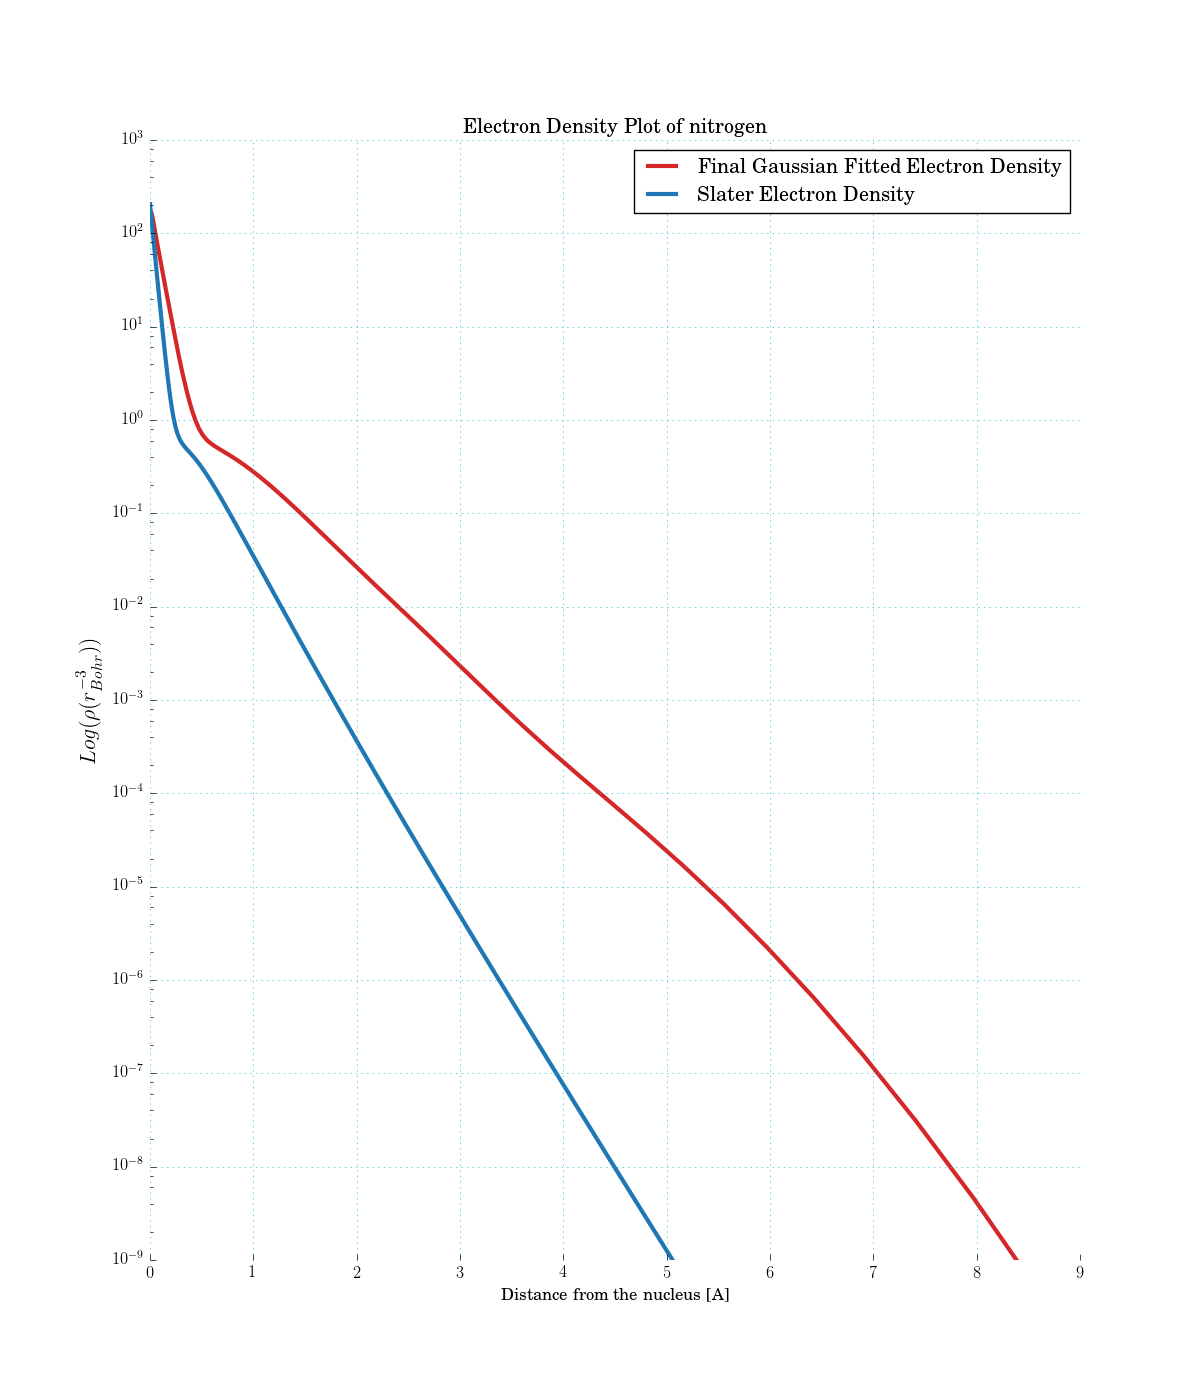 Electron Density Plot of nitrogen
Final Gaussian Fitted Electron Density
Slater Electron Density
10³
10²
10¹
10⁰
10⁻¹
10⁻²
10⁻³
10⁻⁴
10⁻⁵
10⁻⁶
10⁻⁷
10⁻⁸
10⁻⁹
Log(ρ(r_{Bohr}^{-3}))
0 1 2 3 4 5 6 7 8 9
Distance from the nucleus [A]